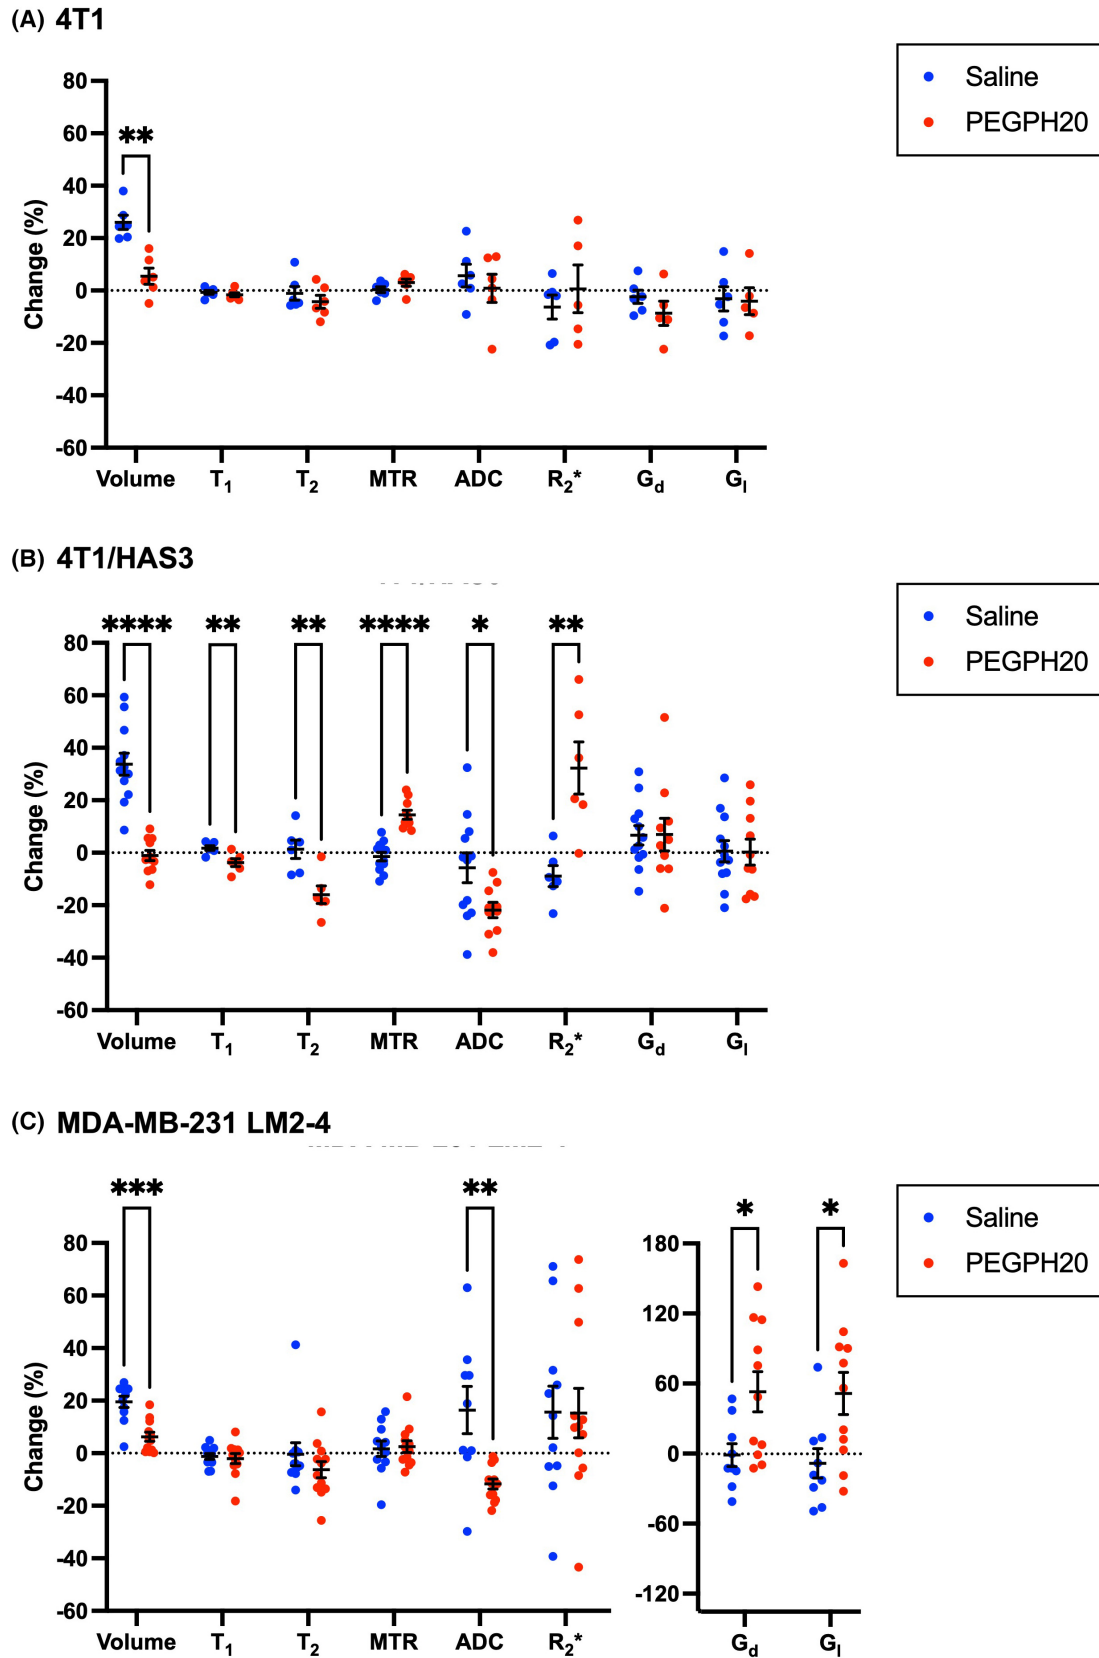 (A) 4T1
Saline
PEGPH20
**
80
60
40
20
0
-20
-40
-60
Change (%)
Volume T1 T2 MTR ADC R2* Gd Gl
(B) 4T1/HAS3
Saline
PEGPH20
**** ** ** **** * **
80
60
40
20
0
-20
-40
-60
Change (%)
Volume T1 T2 MTR ADC R2* Gd Gl
(C) MDA-MB-231 LM2-4
Saline
PEGPH20
*** **
80
60
40
20
0
-20
-40
-60
Change (%)
Volume T1 T2 MTR ADC R2*
* *
180
120
60
0
-60
-120
Gd Gl